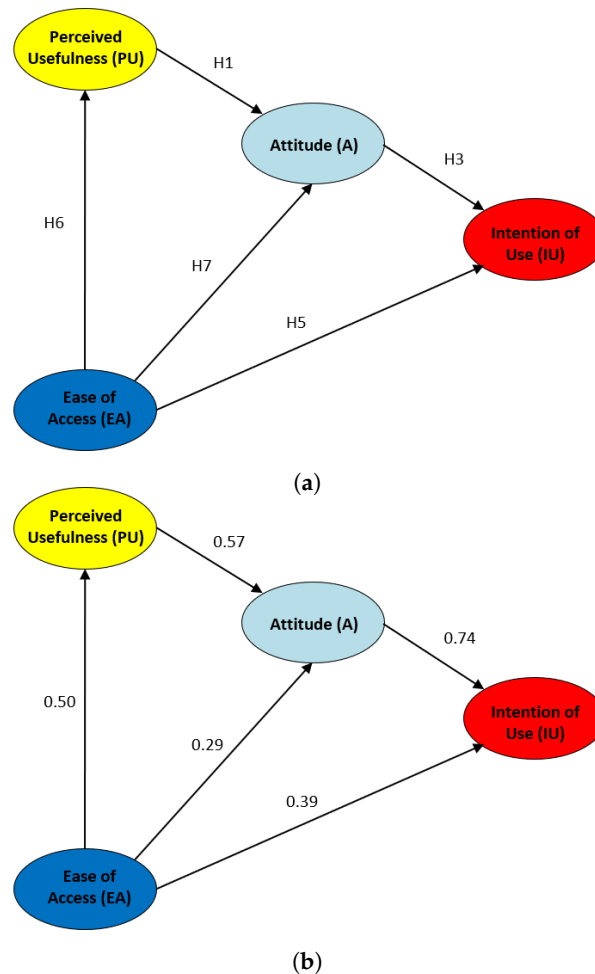 Perceived
Usefulness (PU)
H1
Attitude (A)
H3
H6
Intention of
Use (IU)
H7
H5
Ease of
Access (EA)
(a)
Perceived
Usefulness (PU)
0.57
Attitude (A)
0.74
0.50
Intention of
Use (IU)
0.29
0.39
Ease of
Access (EA)
(b)